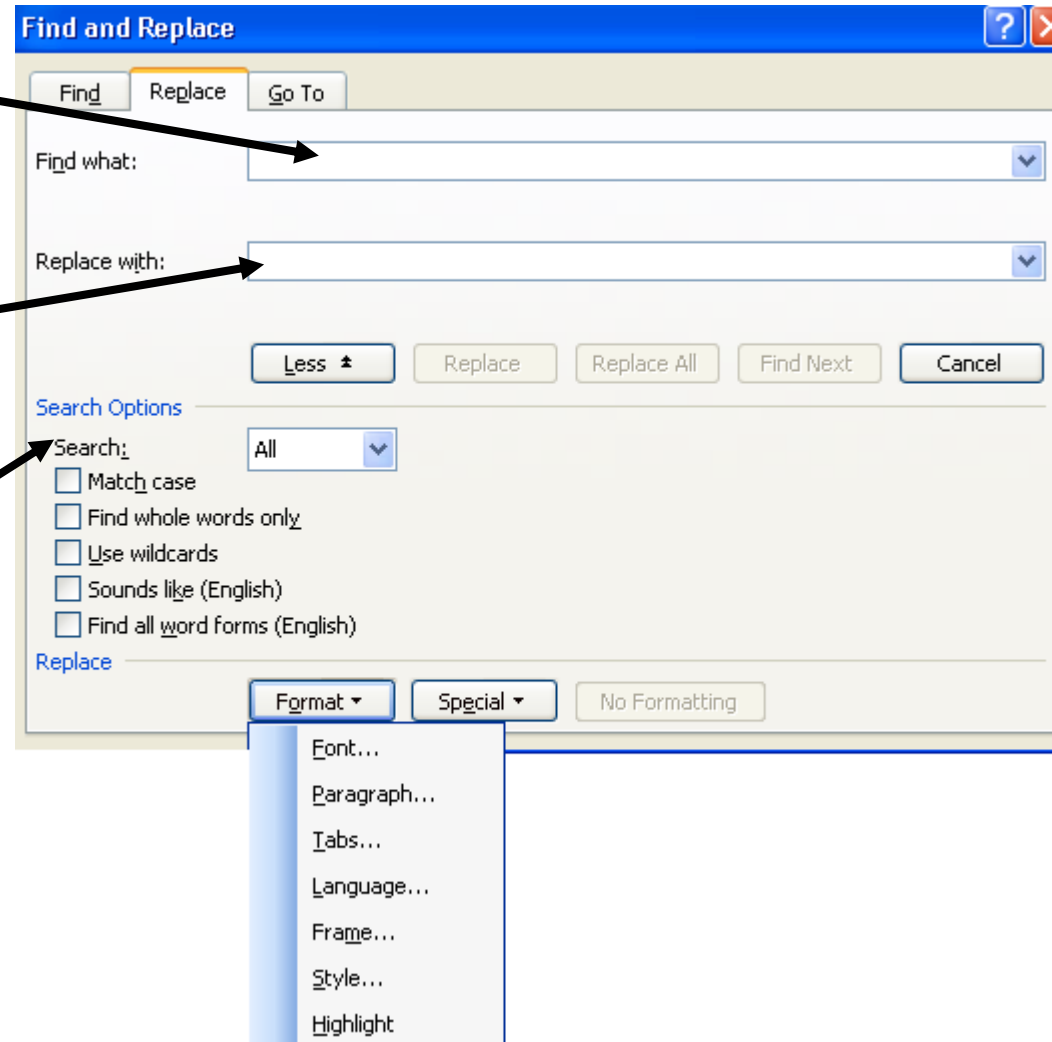 Find and Replace
Find Replace Go To
Find what:
Replace with:
Less Replace Replace All Find Next Cancel
Search Options
Search: All
Match case
Find whole words only
Use wildcards
Sounds like (English)
Find all word forms (English)
Replace
Format Special No Formatting
Font...
Paragraph...
Tabs...
Language...
Frame...
Style...
Highlight